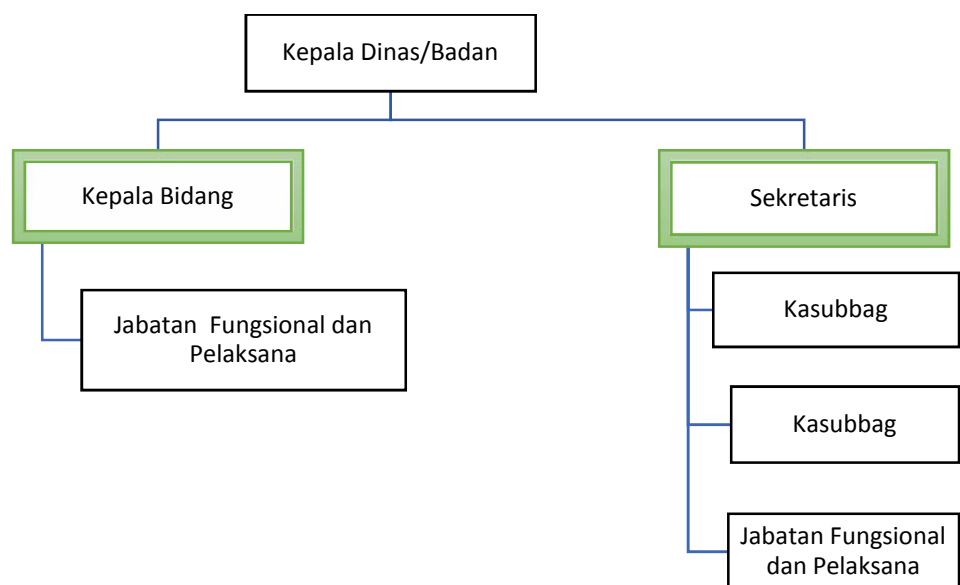 Kepala Dinas/Badan
Kepala Bidang
Sekretaris
Jabatan  Fungsional dan
Pelaksana
Kasubbag
Kasubbag
Jabatan Fungsional
dan Pelaksana